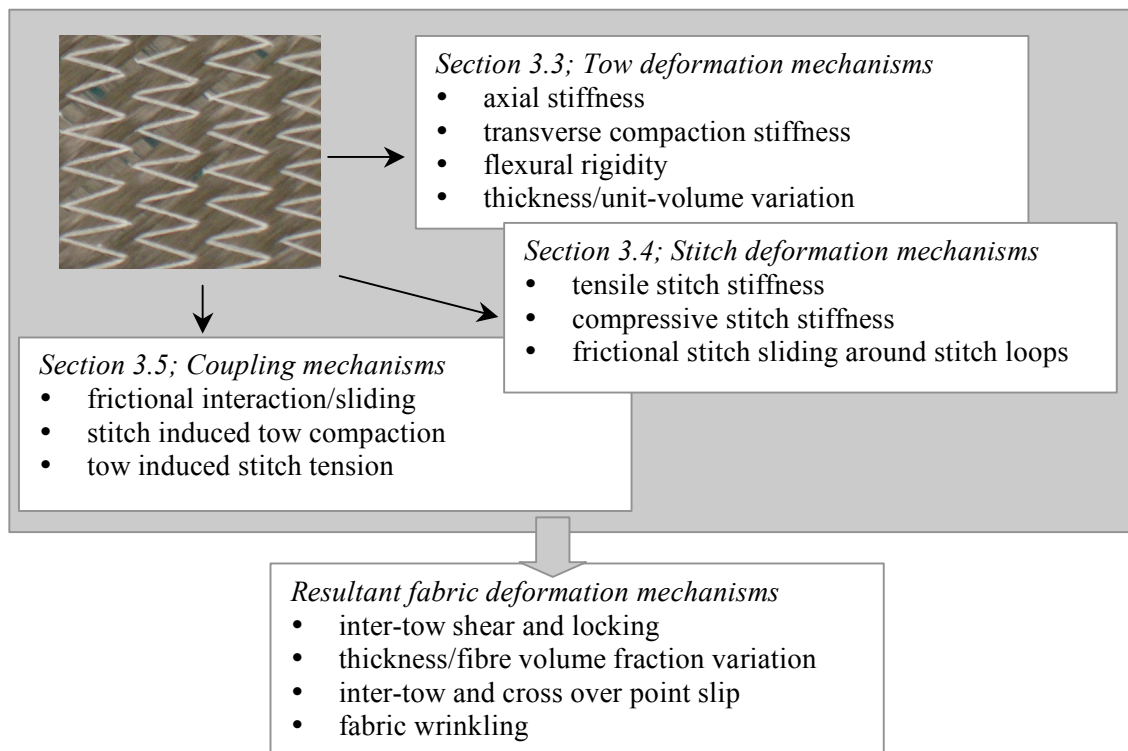 Section 3.3; Tow deformation mechanisms
• axial stiffness
• transverse compaction stiffness
• flexural rigidity
• thickness/unit-volume variation
Section 3.4; Stitch deformation mechanisms
• tensile stitch stiffness
• compressive stitch stiffness
• frictional stitch sliding around stitch loops
Section 3.5; Coupling mechanisms
• frictional interaction/sliding
• stitch induced tow compaction
• tow induced stitch tension
Resultant fabric deformation mechanisms
• inter-tow shear and locking
• thickness/fibre volume fraction variation
• inter-tow and cross over point slip
• fabric wrinkling